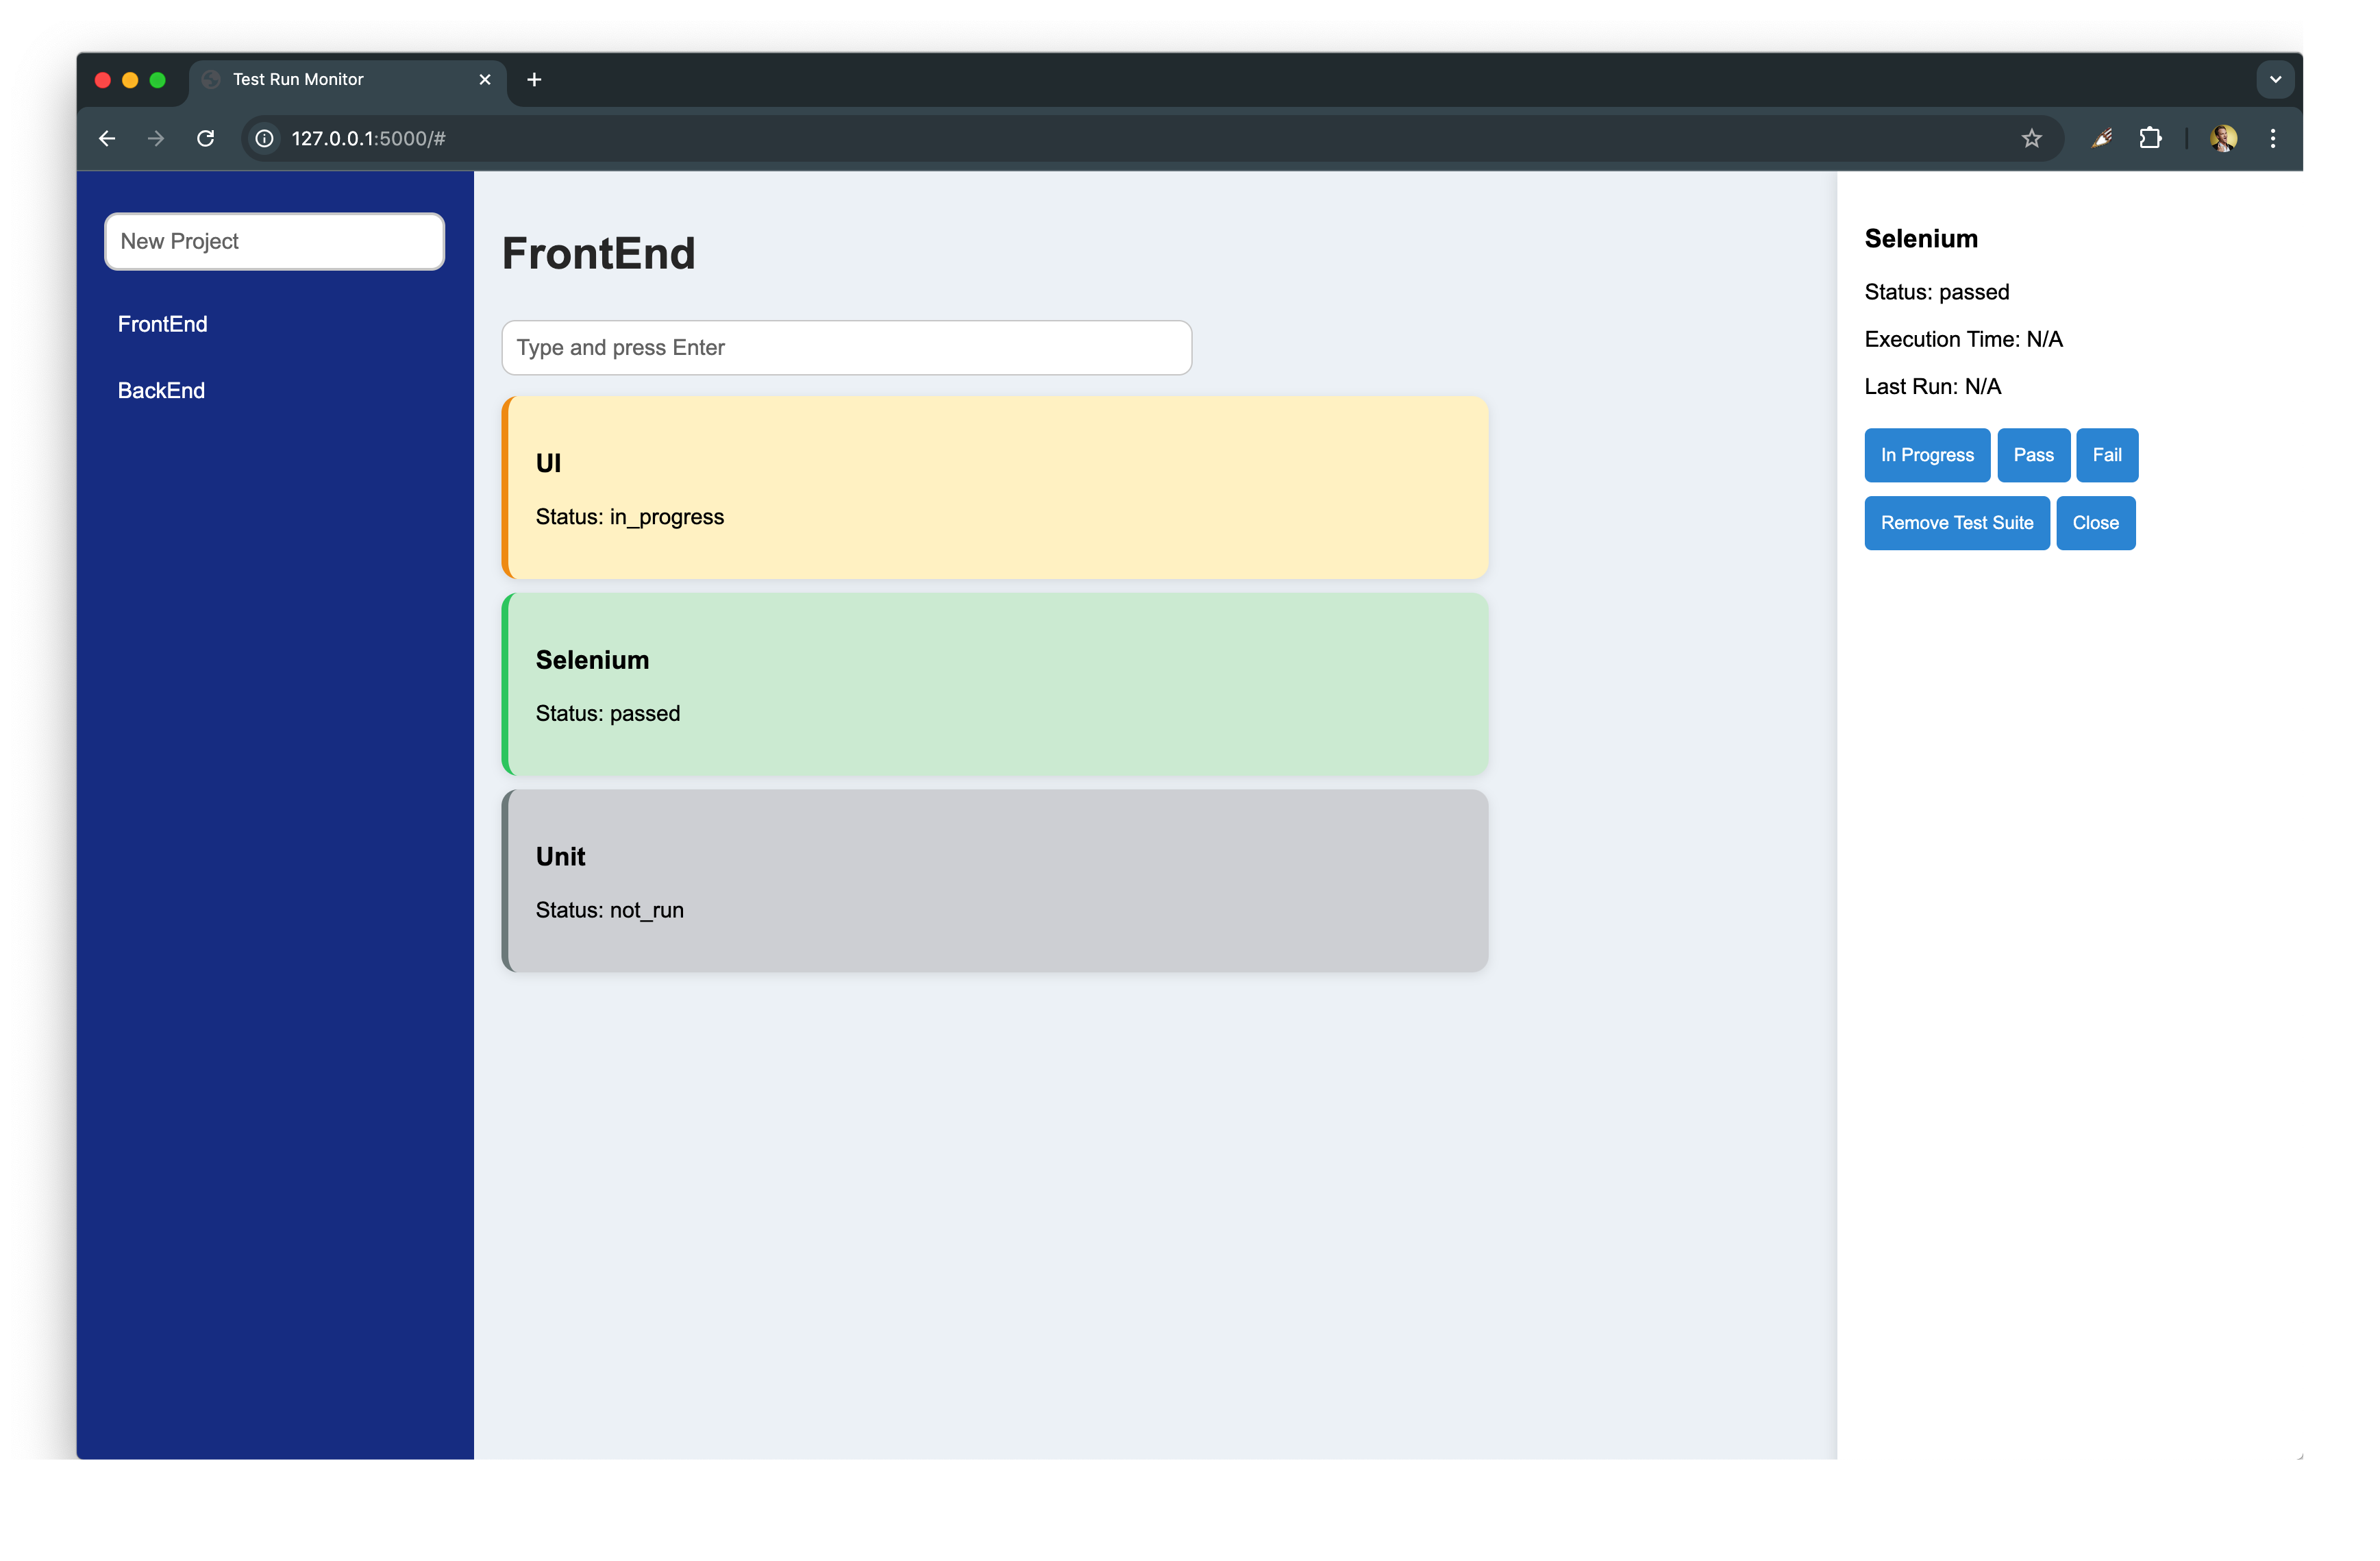 Test Run Monitor
127.0.0.1:5000/#
New Project
FrontEnd
BackEnd
FrontEnd
Type and press Enter
UI
Status: in_progress
Selenium
Status: passed
Unit
Status: not_run
Selenium
Status: passed
Execution Time: N/A
Last Run: N/A
In Progress Pass Fail
Remove Test Suite Close